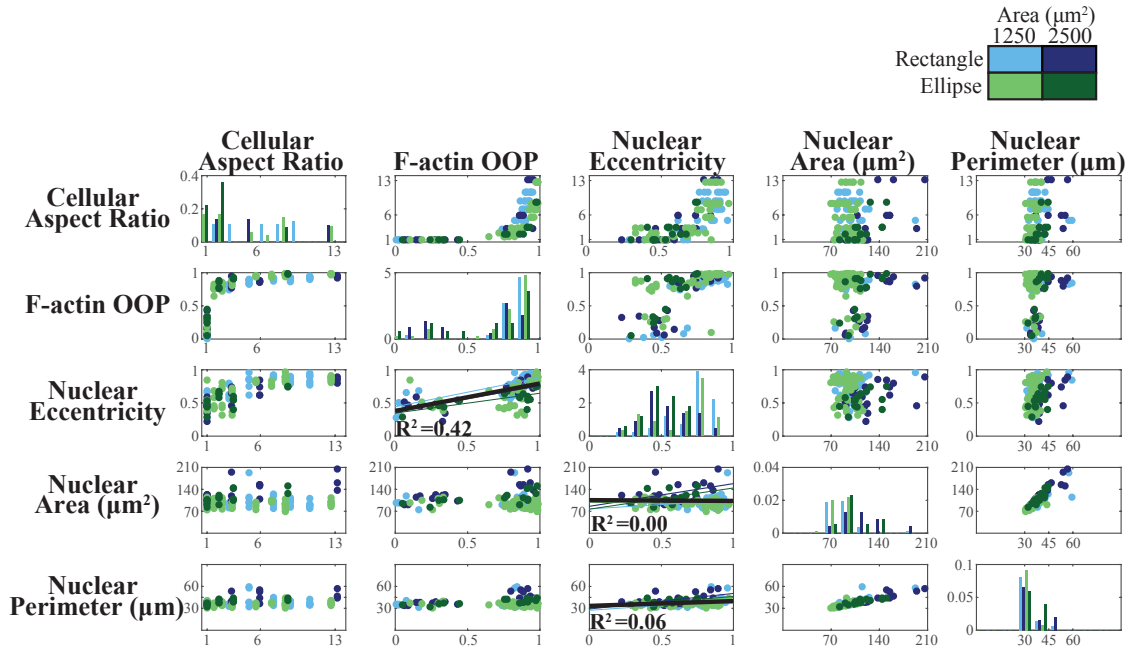 Area (μm²)
1250 2500
Rectangle
Ellipse
Cellular
Aspect Ratio
F-actin OOP
Nuclear
Eccentricity
Nuclear
Area (μm²)
Nuclear
Perimeter (μm)
Cellular
Aspect Ratio
0.4
0.2
0
1 6 13
13
6
1
0 0.5 1
13
6
1
0 0.5 1
13
6
1
70 140 210
13
6
1
30 45 60
F-actin OOP
1
0.5
0
1 6 13
5
0
0 0.5 1
1
0.5
0
0 0.5 1
1
0.5
0
70 140 210
1
0.5
0
30 45 60
Nuclear
Eccentricity
1
0.5
0
1 6 13
1
0.5
0
R²=0.42
0 0.5 1
4
2
0
0 0.5 1
1
0.5
0
70 140 210
1
0.5
0
30 45 60
Nuclear
Area (μm²)
210
140
70
1 6 13
210
140
70
0 0.5 1
210
140
70
R²=0.00
0 0.5 1
0.04
0.02
0
70 140 210
210
140
70
30 45 60
Nuclear
Perimeter (μm)
60
45
30
1 6 13
60
45
30
0 0.5 1
60
45
30
R²=0.06
0 0.5 1
60
45
30
70 140 210
0.1
0.05
0
30 45 60